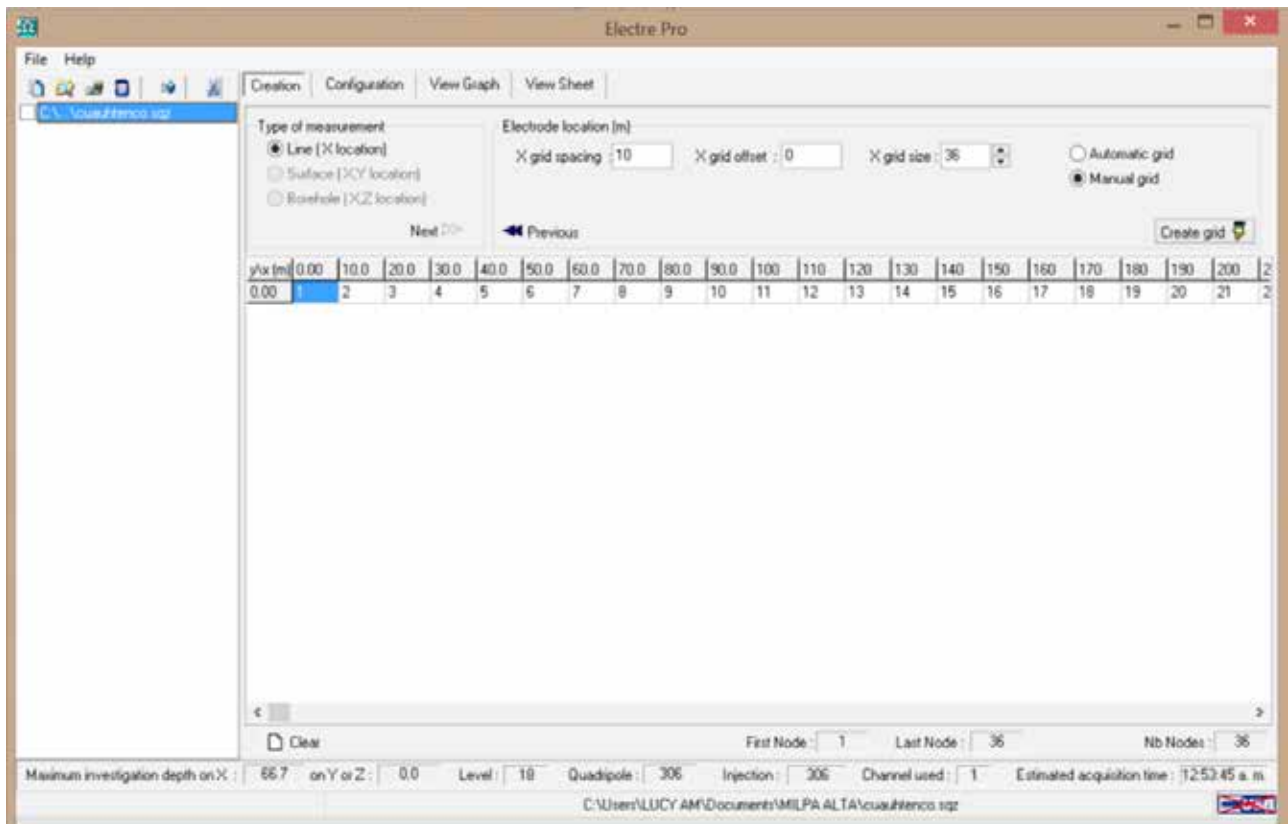 Electre Pro
File Help
C:\...\cuauhtenco.sqz
Creation Configuration View Graph View Sheet
Type of measurement
Line (X location)
Surface (X,Y location)
Borehole (X,Z location)
Next
Electrode location (m)
X grid spacing : 10 X grid offset : 0 X grid size : 36
Automatic grid
Manual grid
Previous
Create grid
y\x (m) 0.00 10.0 20.0 30.0 40.0 50.0 60.0 70.0 80.0 90.0 100 110 120 130 140 150 160 170 180 190 200 2
0.00 1 2 3 4 5 6 7 8 9 10 11 12 13 14 15 16 17 18 19 20 21 2
Clear First Node : 1 Last Node : 36 Nb Nodes : 36
Maximum investigation depth on X : 66.7 on Y or Z : 0.0 Level : 18 Quadripole : 306 Injection : 306 Channel used : 1 Estimated acquisition time : 12:53:45 a. m.
C:\Users\LUCY AM\Documents\MILPA ALTA\cuauhtenco.sqz